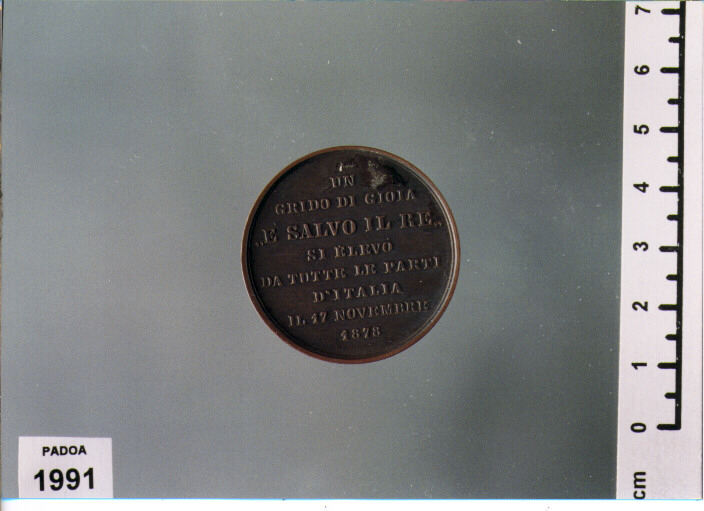 UN
GRIDO DI GIOIA
„E SALVO IL RE„
SI ELEVÒ
DA TUTTE LE PARTI
D'ITALIA
IL 17 NOVEMBRE
1878
PADOA
1991
7
6
5
4
3
2
1
0
cm